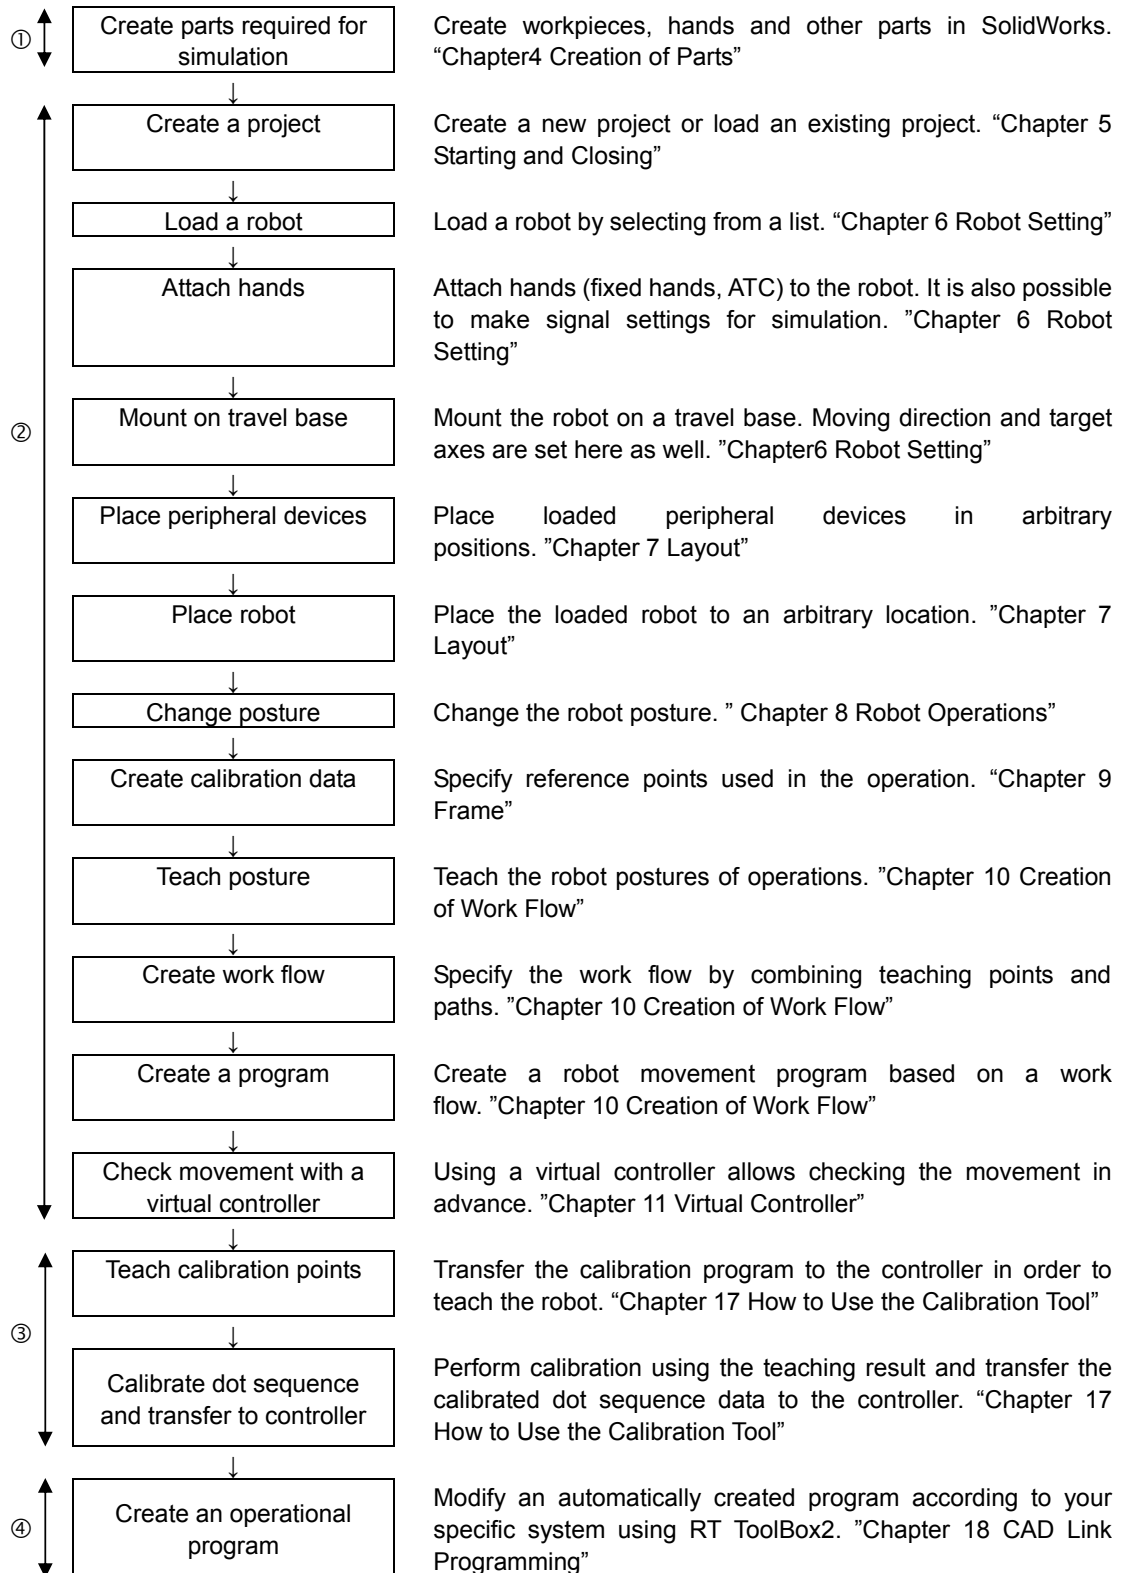 ①
Create parts required for
simulation
Create workpieces, hands and other parts in SolidWorks.
“Chapter4 Creation of Parts”
↓
②
Create a project
Create a new project or load an existing project. “Chapter 5
Starting and Closing”
↓
Load a robot
Load a robot by selecting from a list. “Chapter 6 Robot Setting”
↓
Attach hands
Attach hands (fixed hands, ATC) to the robot. It is also possible
to make signal settings for simulation. ”Chapter 6 Robot
Setting”
↓
Mount on travel base
Mount the robot on a travel base. Moving direction and target
axes are set here as well. ”Chapter6 Robot Setting”
↓
Place peripheral devices
Place loaded peripheral devices in arbitrary
positions. ”Chapter 7 Layout”
↓
Place robot
Place the loaded robot to an arbitrary location. ”Chapter 7
Layout”
↓
Change posture
Change the robot posture. ” Chapter 8 Robot Operations”
↓
Create calibration data
Specify reference points used in the operation. “Chapter 9
Frame”
↓
Teach posture
Teach the robot postures of operations. ”Chapter 10 Creation
of Work Flow”
↓
Create work flow
Specify the work flow by combining teaching points and
paths. ”Chapter 10 Creation of Work Flow”
↓
Create a program
Create a robot movement program based on a work
flow. ”Chapter 10 Creation of Work Flow”
↓
Check movement with a
virtual controller
Using a virtual controller allows checking the movement in
advance. ”Chapter 11 Virtual Controller”
↓
③
Teach calibration points
Transfer the calibration program to the controller in order to
teach the robot. “Chapter 17 How to Use the Calibration Tool”
↓
Calibrate dot sequence
and transfer to controller
Perform calibration using the teaching result and transfer the
calibrated dot sequence data to the controller. “Chapter 17
How to Use the Calibration Tool”
↓
④
Create an operational
program
Modify an automatically created program according to your
specific system using RT ToolBox2. ”Chapter 18 CAD Link
Programming”